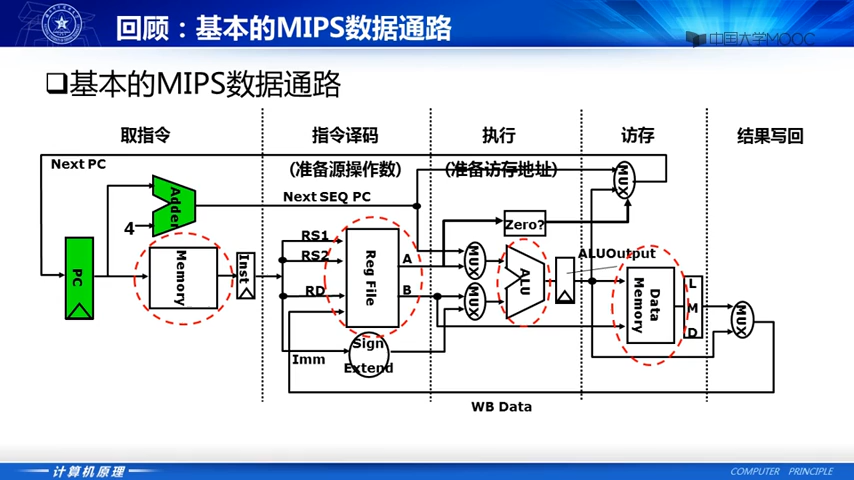 回顾：基本的MIPS数据通路
中国大学MOOC
❑基本的MIPS数据通路
取指令
指令译码
执行
访存
结果写回
(准备源操作数)
(准备访存地址)
Next PC
Next SEQ PC
Adder
4
PC
Memory
Inst
RS1
RS2
RD
Imm
Reg File
A
B
Sign
Extend
Zero?
MUX
MUX
MUX
ALU
ALUOutput
Data
Memory
L
M
D
MUX
WB Data
计算机原理
COMPUTER PRINCIPLE